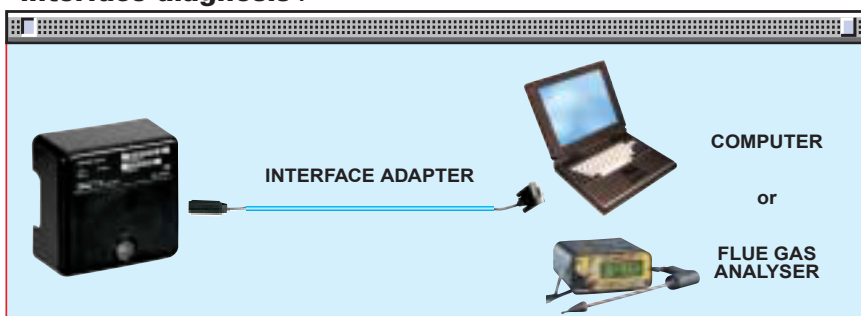 interface diagnosis
INTERFACE ADAPTER
COMPUTER
or
FLUE GAS
ANALYSER